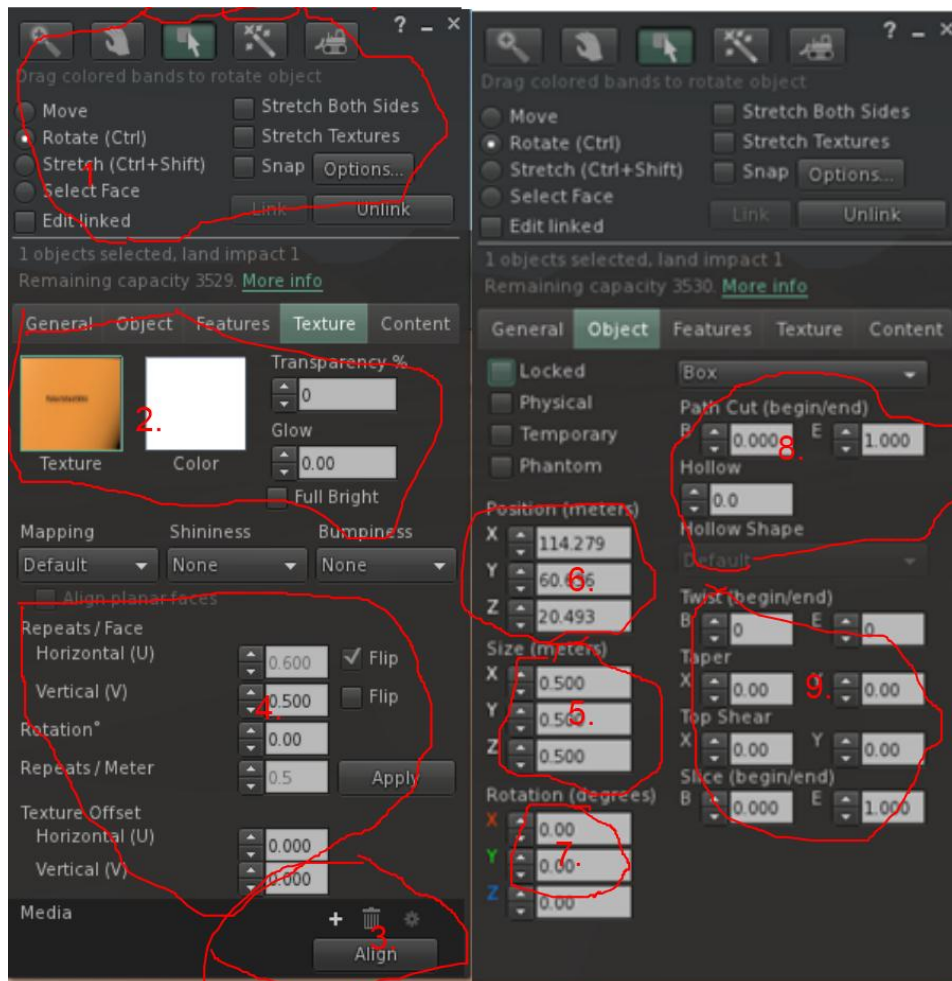 ? _ ×
Drag colored bands to rotate object
Move
Stretch Both Sides
Rotate (Ctrl)
Stretch Textures
Stretch (Ctrl+Shift)
Snap Options...
1
Select Face
Edit linked
Link Unlink
1 objects selected, land impact 1
Remaining capacity 3529. More info
General Object Features Texture Content
Transparency %
0
2.
Glow
0.00
Texture Color
Full Bright
Mapping Shininess Bumpiness
Default None None
Align planar faces
Repeats / Face
Horizontal (U) 0.600 Flip
Vertical (V) 0.500 Flip
4.
Rotation° 0.00
Repeats / Meter 0.5 Apply
Texture Offset
Horizontal (U) 0.000
Vertical (V) 0.000
Media
3.
Align
? _ ×
Drag colored bands to rotate object
Move
Stretch Both Sides
Rotate (Ctrl)
Stretch Textures
Stretch (Ctrl+Shift)
Snap Options...
Select Face
Edit linked
Link Unlink
1 objects selected, land impact 1
Remaining capacity 3530. More info
General Object Features Texture Content
Locked
Physical
Temporary
Phantom
Position (meters)
X 114.279
Y
6.
Z 20.493
Size (meters)
X 0.500
Y 0.500
5.
Z 0.500
Rotation (degrees)
X 0.00
Y 0.00
7.
Z 0.00
Box
Path Cut (begin/end)
B 0.000 E 1.000
8.
Hollow
0.0
Hollow Shape
Default
Twist (begin/end)
B 0 E 0
Taper
X 0.00 0.00
9.
Top Shear
X 0.00 Y 0.00
Slice (begin/end)
B 0.000 E 1.000